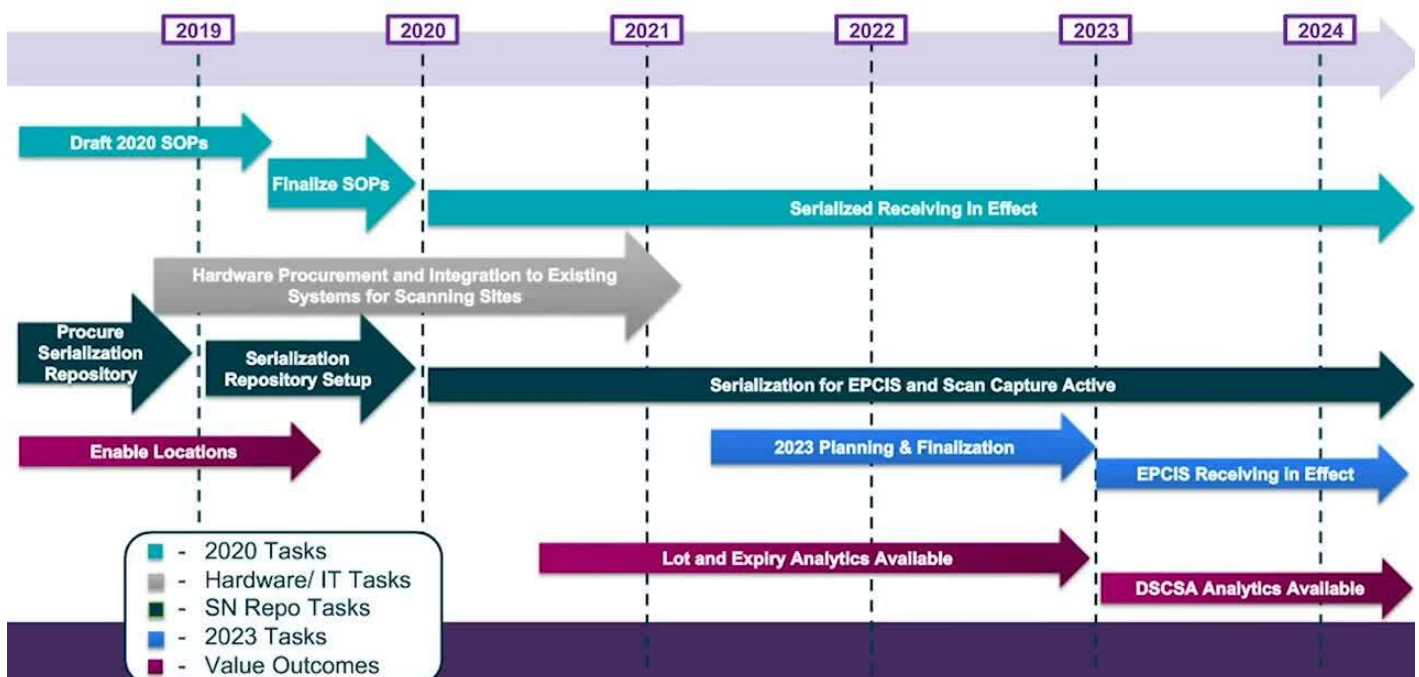 2019
2020
2021
2022
2023
2024
Draft 2020 SOPs
Finalize SOPs
Serialized Receiving In Effect
Hardware Procurement and Integration to Existing
Systems for Scanning Sites
Procure
Serialization
Repository
Serialization
Repository Setup
Serialization for EPCIS and Scan Capture Active
Enable Locations
2023 Planning & Finalization
EPCIS Receiving In Effect
Lot and Expiry Analytics Available
DSCSA Analytics Available
- 2020 Tasks
- Hardware/ IT Tasks
- SN Repo Tasks
- 2023 Tasks
- Value Outcomes